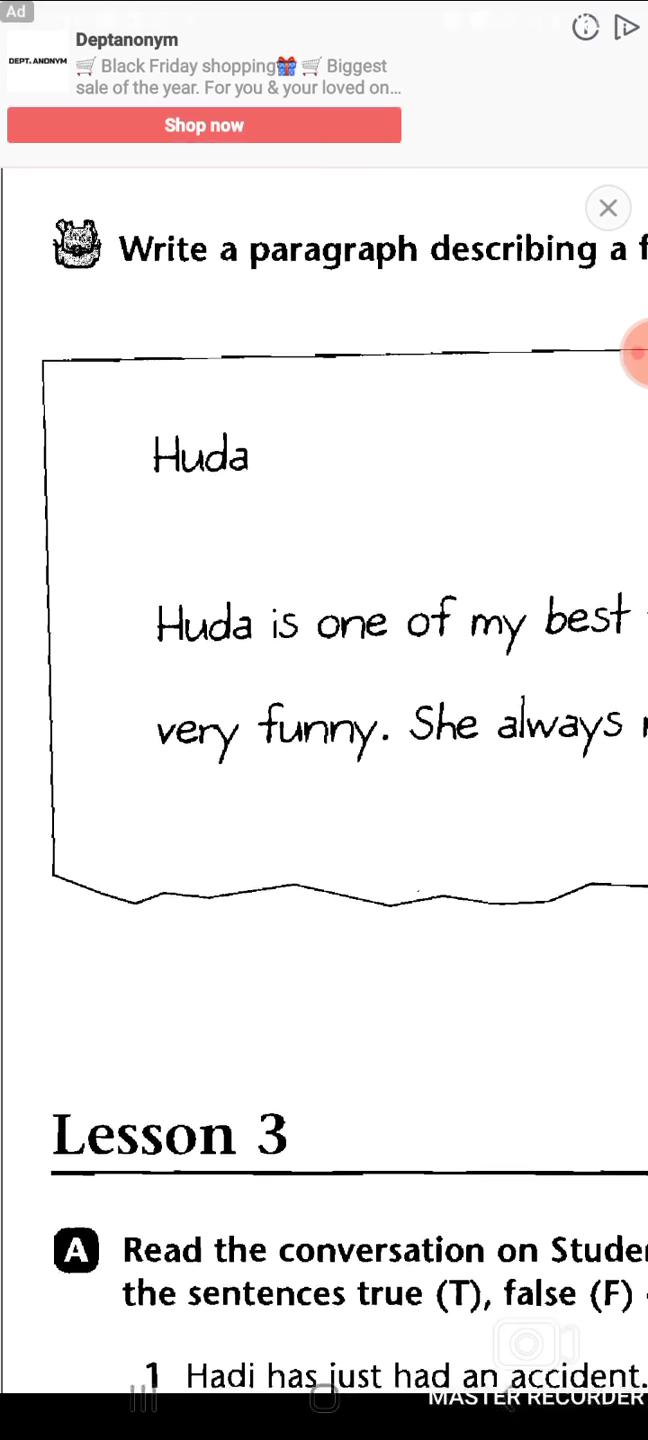 Ad
Deptanonym
DEPT. ANONYM
🛒 Black Friday shopping🎁 🛒 Biggest
sale of the year. For you & your loved on...
Shop now
Write a paragraph describing a f
Huda
Huda is one of my best
very funny. She always
Lesson 3
A Read the conversation on Stude
the sentences true (T), false (F)
1 Hadi has just had an accident.
MASTER RECORDER